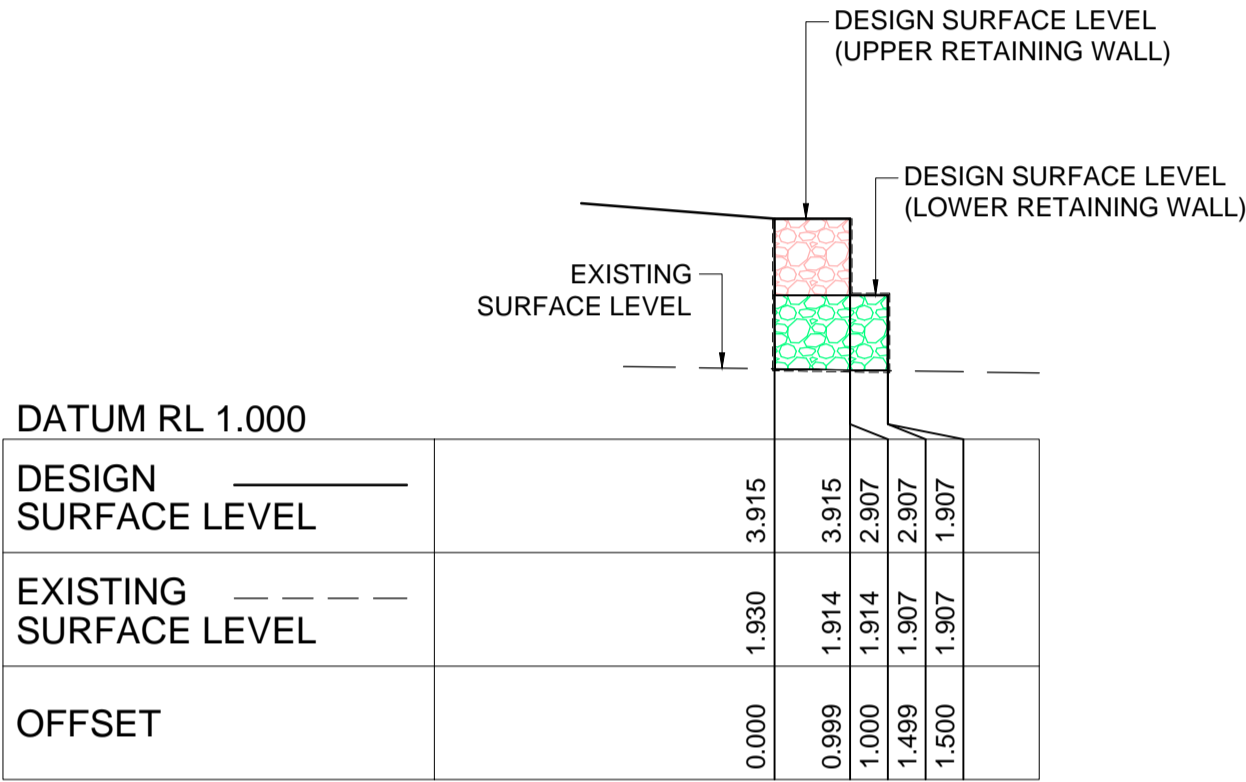 DESIGN SURFACE LEVEL
(UPPER RETAINING WALL)
DESIGN SURFACE LEVEL
(LOWER RETAINING WALL)
EXISTING
SURFACE LEVEL
DATUM RL 1.000
DESIGN
SURFACE LEVEL
3.915
3.915
2.907
2.907
1.907
EXISTING
SURFACE LEVEL
1.930
1.914
1.914
1.907
1.907
OFFSET
0.000
0.999
1.000
1.499
1.500